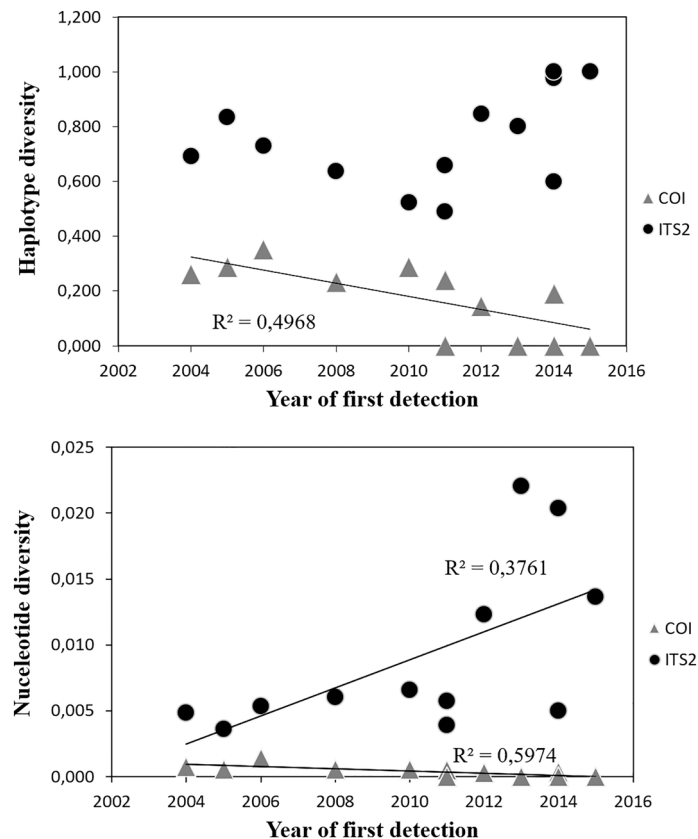 1,200
1,000
0,800
0,600
0,400
0,200
0,000
Haplotype diversity
R² = 0,4968
COI
ITS2
2002 2004 2006 2008 2010 2012 2014 2016
Year of first detection
0,025
0,020
0,015
0,010
0,005
0,000
Nuceleotide diversity
R² = 0,3761
R² = 0,5974
COI
ITS2
2002 2004 2006 2008 2010 2012 2014 2016
Year of first detection